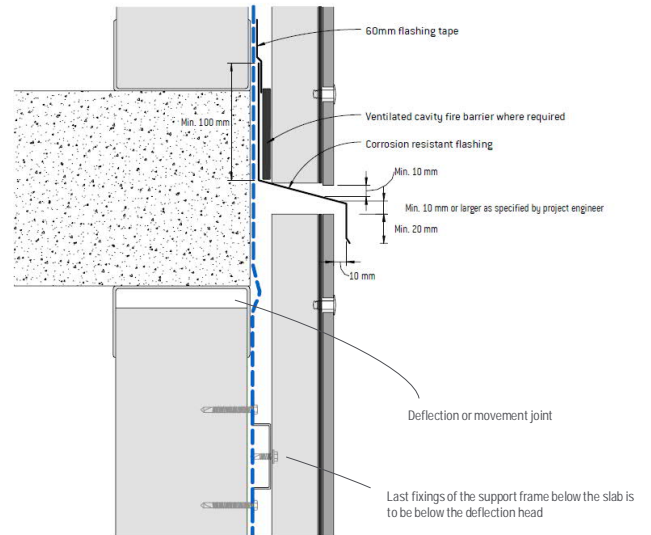 60mm flashing tape
Min. 100 mm
Ventilated cavity fire barrier where required
Corrosion resistant flashing
Min. 10 mm
Min. 10 mm or larger as specified by project engineer
Min. 20 mm
10 mm
Deflection or movement joint
Last fixings of the support frame below the slab is
to be below the deflection head